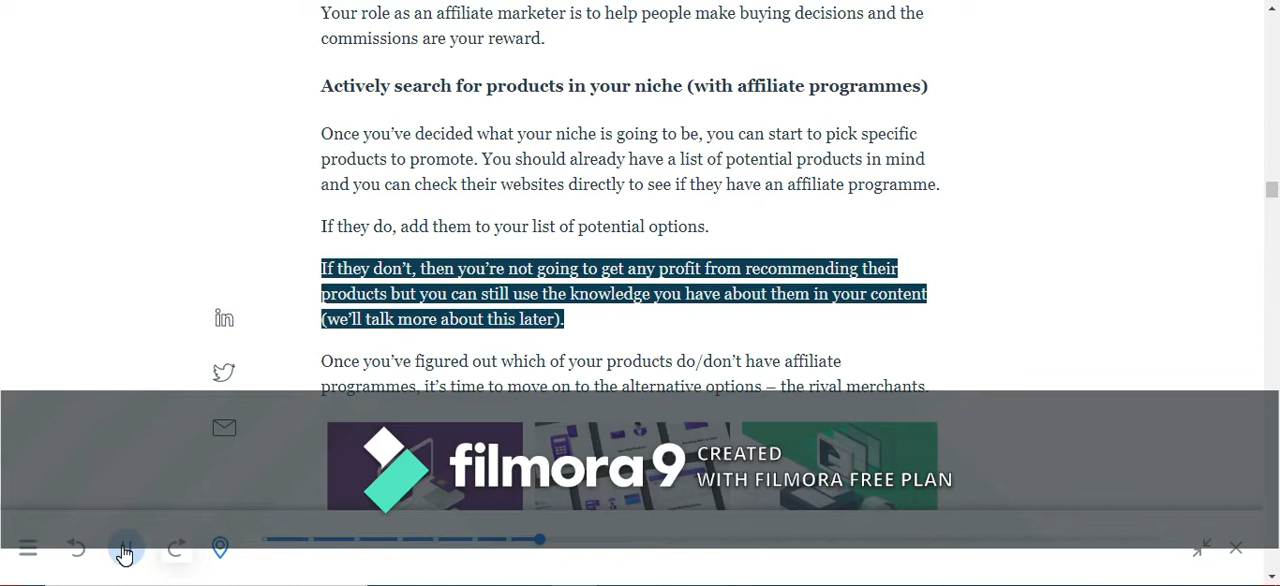 Your role as an affiliate marketer is to help people make buying decisions and the
commissions are your reward.
Actively search for products in your niche (with affiliate programmes)
Once you've decided what your niche is going to be, you can start to pick specific
products to promote. You should already have a list of potential products in mind
and you can check their websites directly to see if they have an affiliate programme.
If they do, add them to your list of potential options.
If they don't, then you're not going to get any profit from recommending their
products but you can still use the knowledge you have about them in your content
(we'll talk more about this later).
in
Once you've figured out which of your products do/don't have affiliate
programmes, it's time to move on to the alternative options – the rival merchants.
filmora9 CREATED
WITH FILMORA FREE PLAN